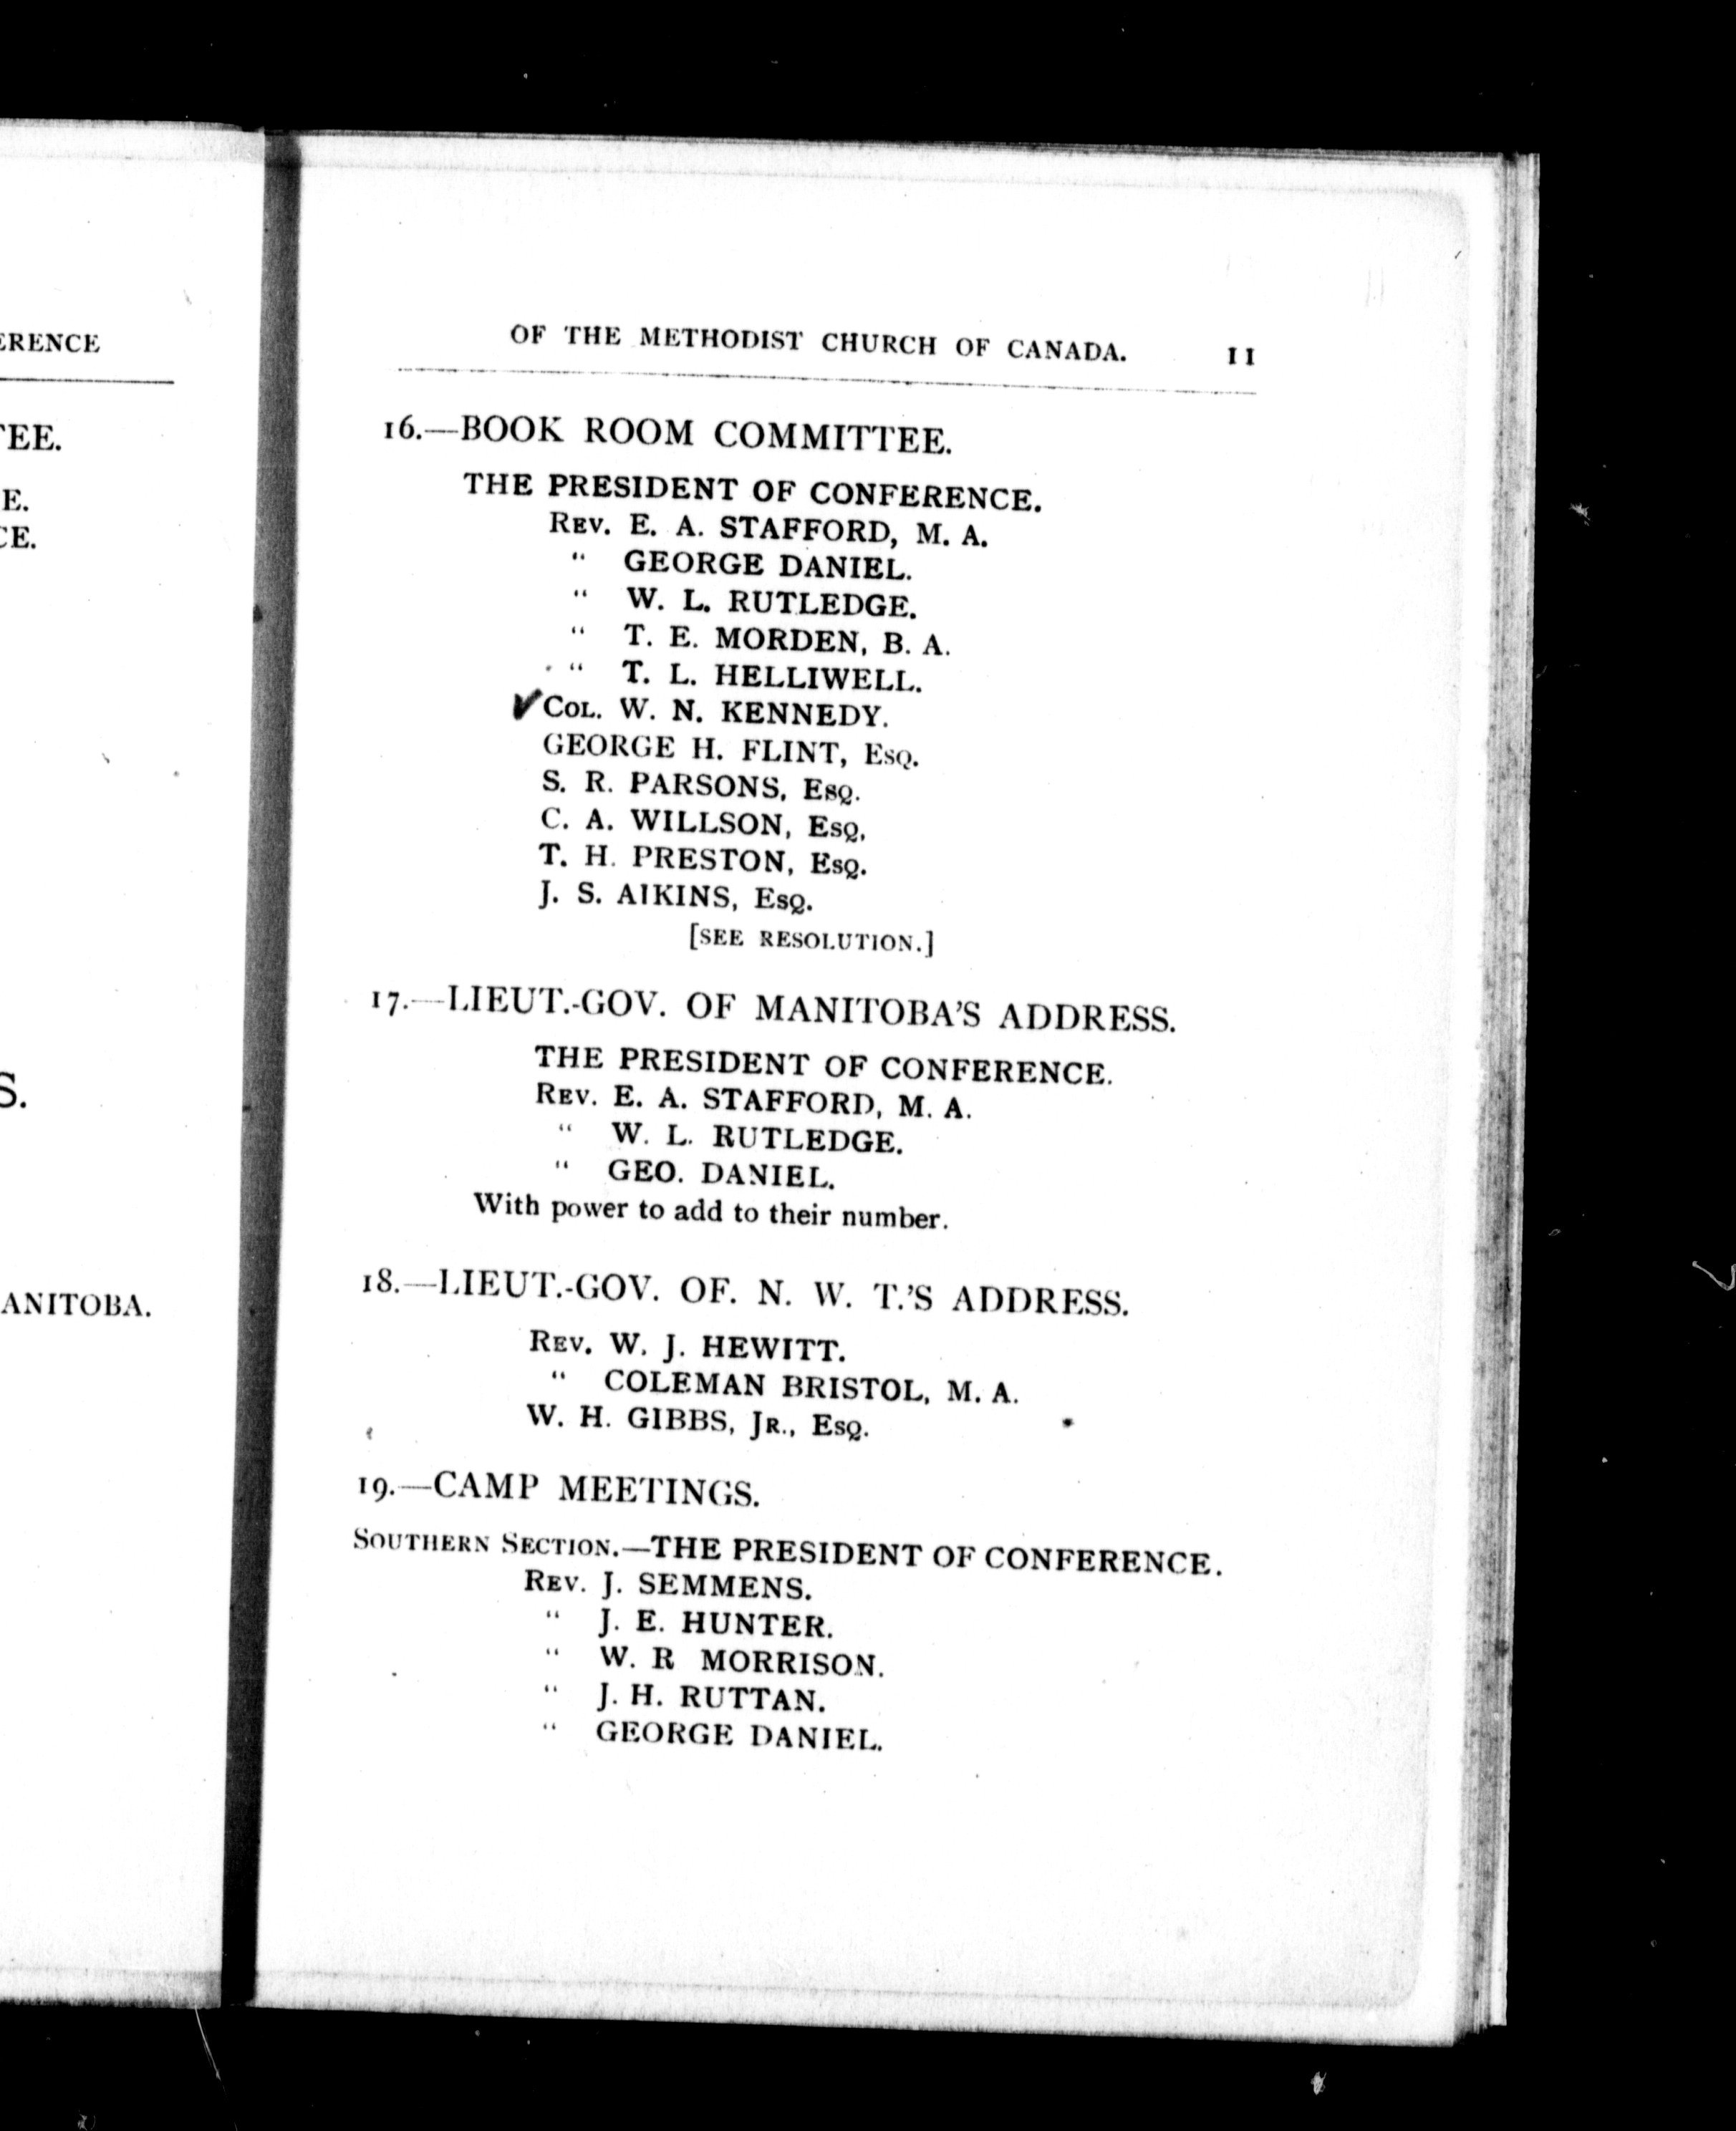 ERENCE
TEE.
E.
CE.
S.
ANITOBA.
OF THE METHODIST CHURCH OF CANADA. 11
16.—BOOK ROOM COMMITTEE.
THE PRESIDENT OF CONFERENCE.
REV. E. A. STAFFORD, M. A.
" GEORGE DANIEL.
" W. L. RUTLEDGE.
" T. E. MORDEN, B. A.
" T. L. HELLIWELL.
✓COL. W. N. KENNEDY.
GEORGE H. FLINT, ESQ.
S. R. PARSONS, ESQ.
C. A. WILLSON, ESQ,
T. H. PRESTON, ESQ.
J. S. AIKINS, ESQ.
[SEE RESOLUTION.]
17.—LIEUT.-GOV. OF MANITOBA'S ADDRESS.
THE PRESIDENT OF CONFERENCE.
REV. E. A. STAFFORD, M. A.
" W. L. RUTLEDGE.
" GEO. DANIEL.
With power to add to their number.
18.—LIEUT.-GOV. OF. N. W. T.'S ADDRESS.
REV. W. J. HEWITT.
" COLEMAN BRISTOL, M. A.
W. H. GIBBS, JR., ESQ.
19.—CAMP MEETINGS.
SOUTHERN SECTION.—THE PRESIDENT OF CONFERENCE.
REV. J. SEMMENS.
" J. E. HUNTER.
" W. R MORRISON.
" J. H. RUTTAN.
" GEORGE DANIEL.